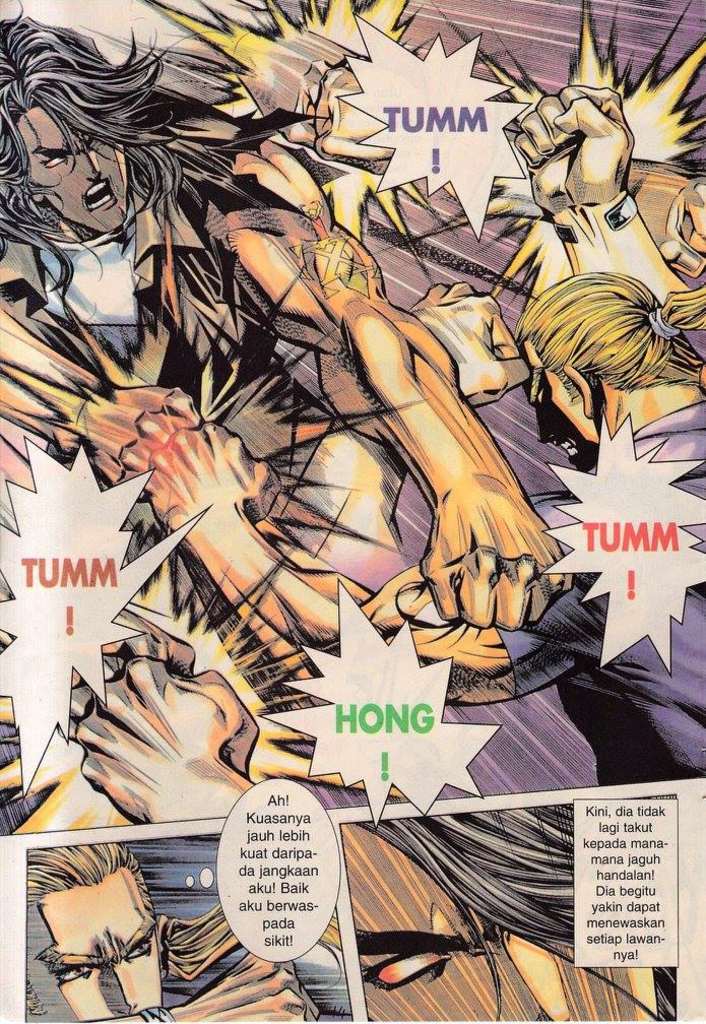 TUMM
!
TUMM
!
TUMM
!
HONG
!
Ah!
Kuasanya
jauh lebih
kuat daripa-
da jangkaan
aku! Baik
aku berwas-
pada
sikit!
Kini, dia tidak
lagi takut
kepada mana-
mana jaguh
handalan!
Dia begitu
yakin dapat
menewaskan
setiap lawan-
nya!